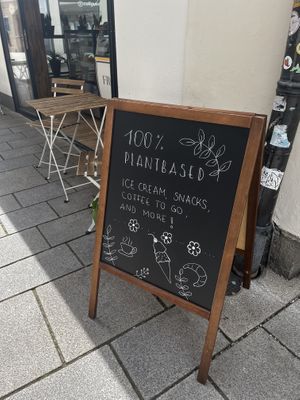 100%
PLANTBASED
ICE CREAM, SNACKS,
COFFEE TO GO,
AND MORE!